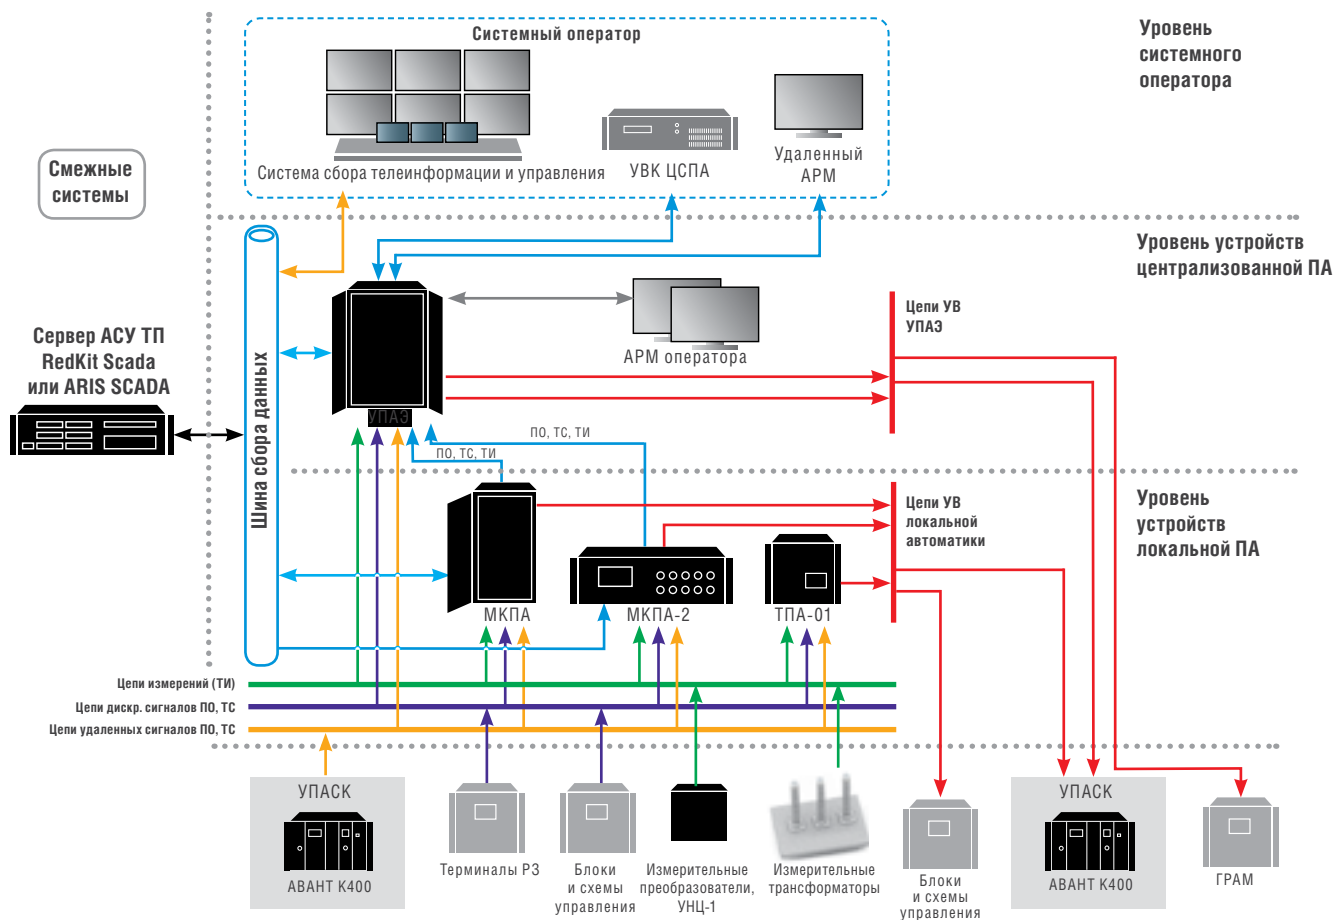 Системный оператор
Уровень
системного
оператора
Система сбора телеинформации и управления
УВК ЦСПА
Удаленный
АРМ
Смежные
системы
Уровень устройств
централизованной ПА
Сервер АСУ ТП
RedKit Scada
или ARIS SCADA
Шина сбора данных
УПАЭ
АРМ оператора
Цепи УВ
УПАЭ
ПО, ТС, ТИ
ПО, ТС, ТИ
Цепи УВ
локальной
автоматики
Уровень
устройств
локальной ПА
МКПА
МКПА-2
ТПА-01
Цепи измерений (ТИ)
Цепи дискр. сигналов ПО, ТС
Цепи удаленных сигналов ПО, ТС
УПАСК
АВАНТ К400
Терминалы РЗ
Блоки
и схемы
управления
Измерительные
преобразователи,
УНЦ-1
Измерительные
трансформаторы
Блоки
и схемы
управления
УПАСК
АВАНТ К400
ГРАМ